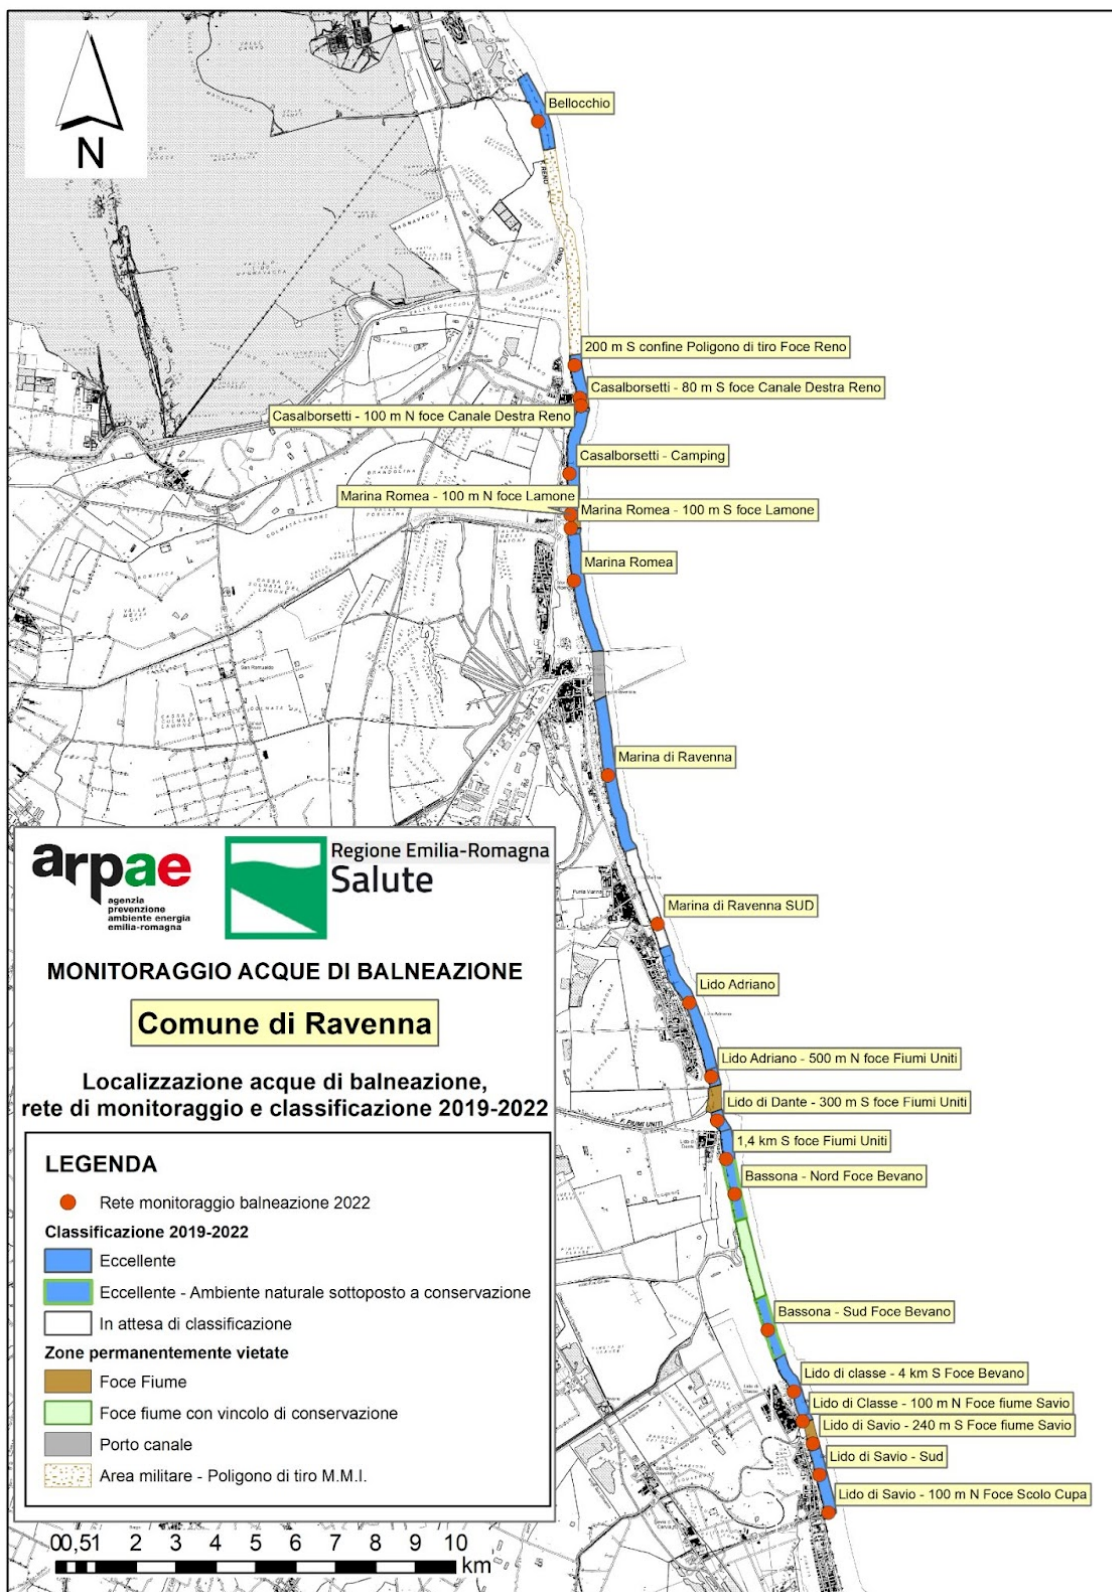 N
Bellocchio
F. RENO
200 m S confine Poligono di tiro Foce Reno
Casalborsetti - 80 m S foce Canale Destra Reno
Casalborsetti - 100 m N foce Canale Destra Reno
Casalborsetti - Camping
Marina Romea - 100 m N foce Lamone
Marina Romea - 100 m S foce Lamone
Marina Romea
Marina di Ravenna
Marina di Ravenna SUD
Lido Adriano
Lido Adriano - 500 m N foce Fiumi Uniti
Lido di Dante - 300 m S foce Fiumi Uniti
F. FIUMI UNITI
1,4 km S foce Fiumi Uniti
Bassona - Nord Foce Bevano
Bassona - Sud Foce Bevano
Lido di classe - 4 km S Foce Bevano
Lido di Classe - 100 m N Foce fiume Savio
Lido di Savio - 240 m S Foce fiume Savio
Lido di Savio - Sud
Lido di Savio - 100 m N Foce Scolo Cupa
arpae
agenzia
prevenzione
ambiente energia
emilia-romagna
Regione Emilia-Romagna
Salute
MONITORAGGIO ACQUE DI BALNEAZIONE
Comune di Ravenna
Localizzazione acque di balneazione,
rete di monitoraggio e classificazione 2019-2022
LEGENDA
Rete monitoraggio balneazione 2022
Classificazione 2019-2022
Eccellente
Eccellente - Ambiente naturale sottoposto a conservazione
In attesa di classificazione
Zone permanentemente vietate
Foce Fiume
Foce fiume con vincolo di conservazione
Porto canale
Area militare - Poligono di tiro M.M.I.
00,51 2 3 4 5 6 7 8 9 10
km